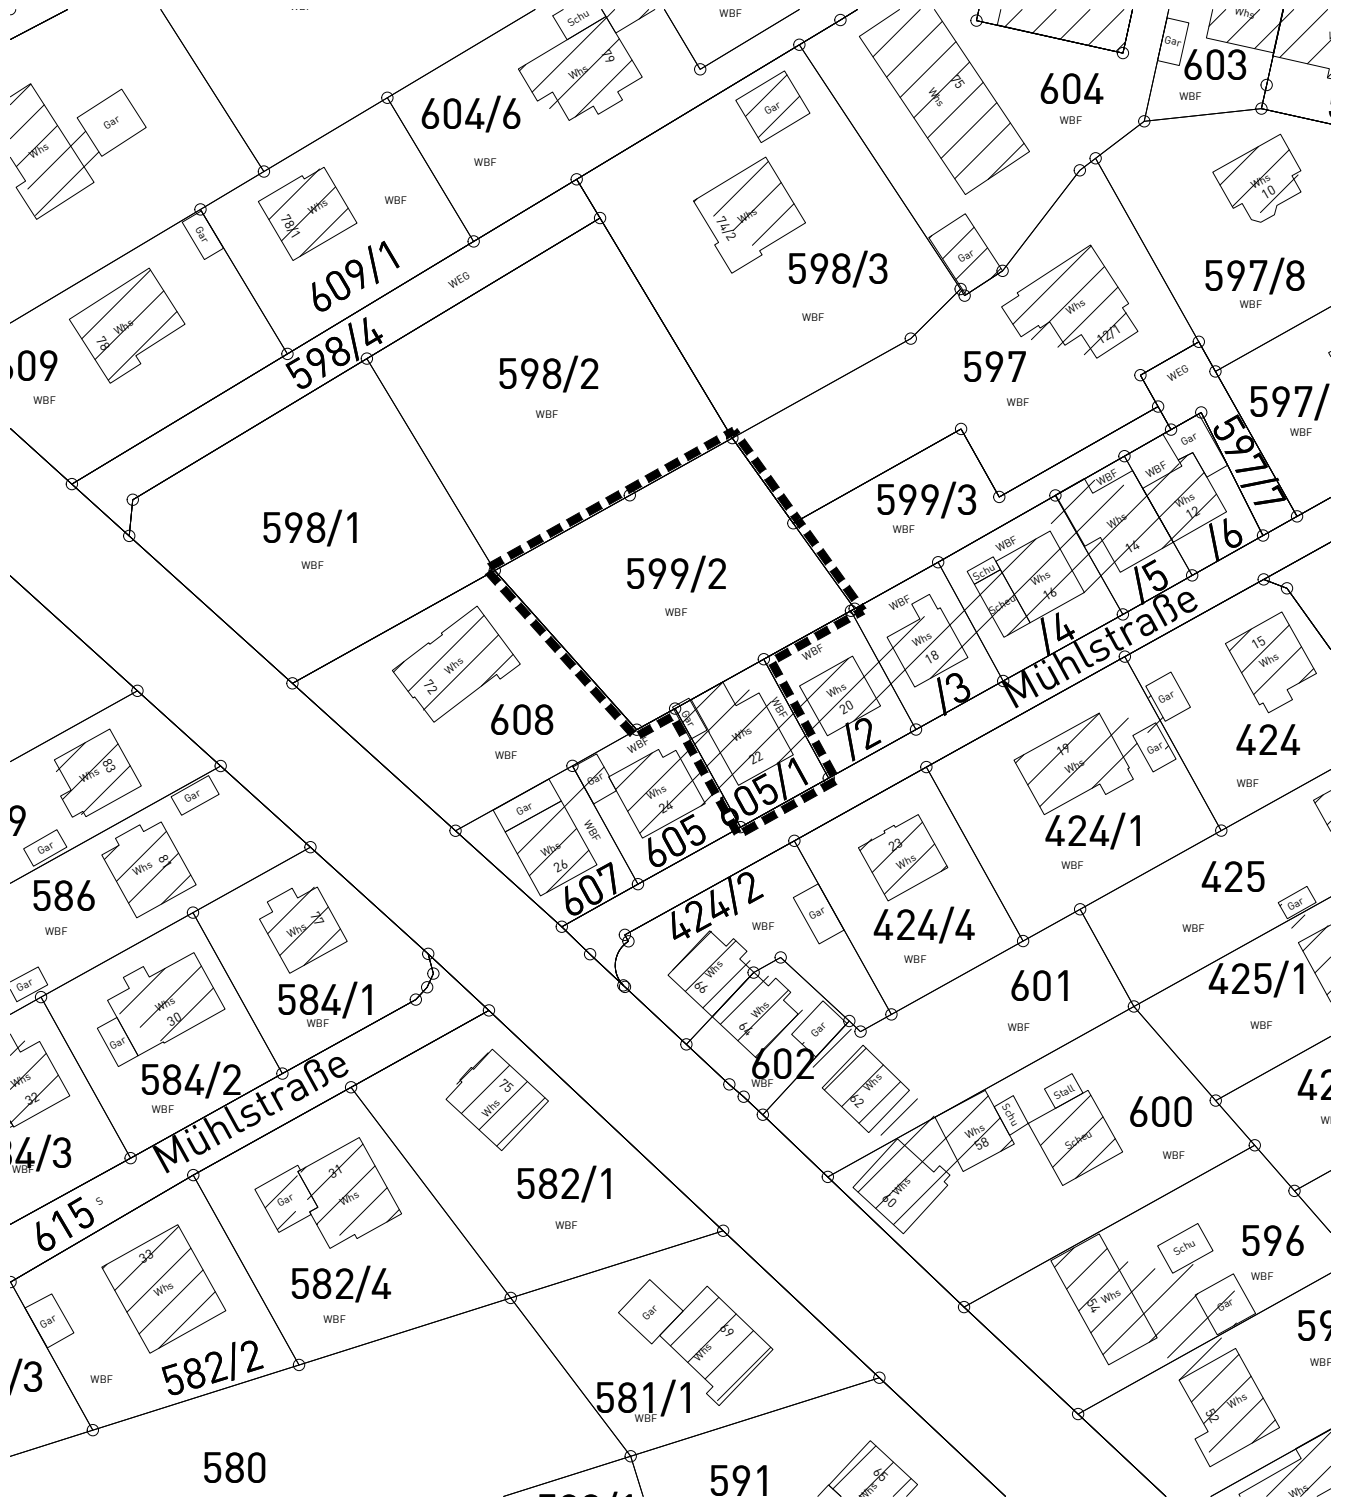 WBF
Schu
Whs
79
604/6
WBF
Gar
Whs
75
604
WBF
Gar
Whs
603
WBF
Whs
Gar
Whs
78/1
WBF
Gar
609/1
WEG
Whs
74/2
598/3
WBF
Gar
Whs
10
597/8
WBF
Whs
12/1
Whs
78
598/4
WBF
598/2
WBF
597
WBF
WEG
597/
WBF
597/7
598/1
WBF
599/2
WBF
599/3
WBF
Gar
WBF
WBF
Whs
12
Whs
14
/6
/5
WBF
Schu
Scheu
Whs
16
/4
Mühlstraße
WBF
Whs
18
/3
WBF
Whs
20
/2
Whs
72
608
WBF
WBF
Gar
Whs
22
WBF
605/1
Gar
Whs
24
605
Gar
Whs
26
WBF
607
15
Whs
424
WBF
Gar
Gar
19
Whs
424/1
WBF
Whs
83
Gar
Gar
Whs
81
586
WBF
23
Whs
424/2
WBF
Gar
424/4
WBF
425
WBF
Gar
425/1
WBF
Whs
77
584/1
WBF
Gar
Whs
30
Gar
584/2
WBF
Whs
32
WBF
Whs
66
Whs
64
Gar
602
WBF
Whs
62
601
WBF
Mühlstraße
615
S
75
Whs
582/1
WBF
Whs
58
Schu
Stall
Scheu
600
WBF
Whs
60
Gar
31
Whs
582/4
WBF
33
Whs
Gar
WBF
582/2
Gar
69
Whs
581/1
WBF
Schu
596
WBF
Whs
54
Gar
WBF
Whs
52
580
591
65
Whs